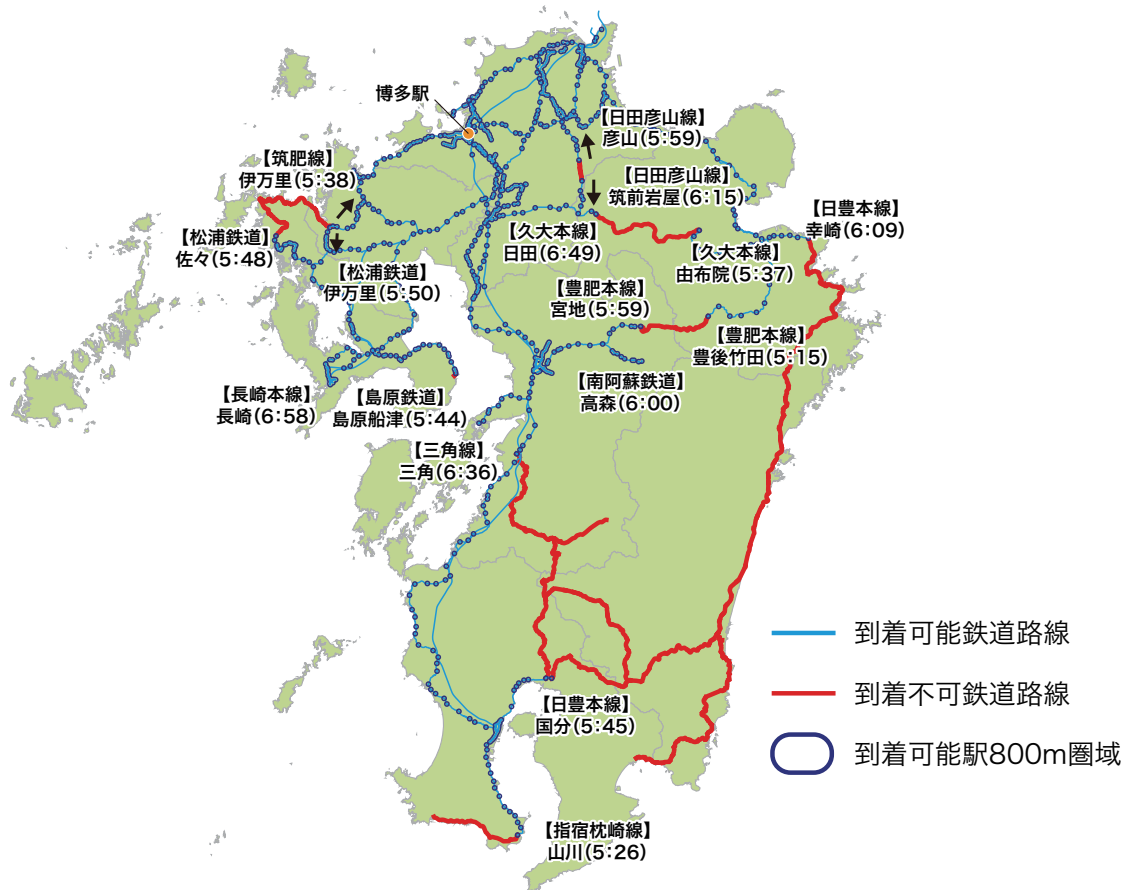 博多駅
【日田彦山線】
彦山(5:59)
【筑肥線】
伊万里(5:38)
【日田彦山線】
筑前岩屋(6:15)
【日豊本線】
幸崎(6:09)
【松浦鉄道】
佐々(5:48)
【久大本線】
日田(6:49)
【久大本線】
由布院(5:37)
【松浦鉄道】
伊万里(5:50)
【豊肥本線】
宮地(5:59)
【豊肥本線】
豊後竹田(5:15)
【南阿蘇鉄道】
高森(6:00)
【長崎本線】
長崎(6:58)
【島原鉄道】
島原船津(5:44)
【三角線】
三角(6:36)
到着可能鉄道路線
到着不可鉄道路線
到着可能駅800m圏域
【日豊本線】
国分(5:45)
【指宿枕崎線】
山川(5:26)